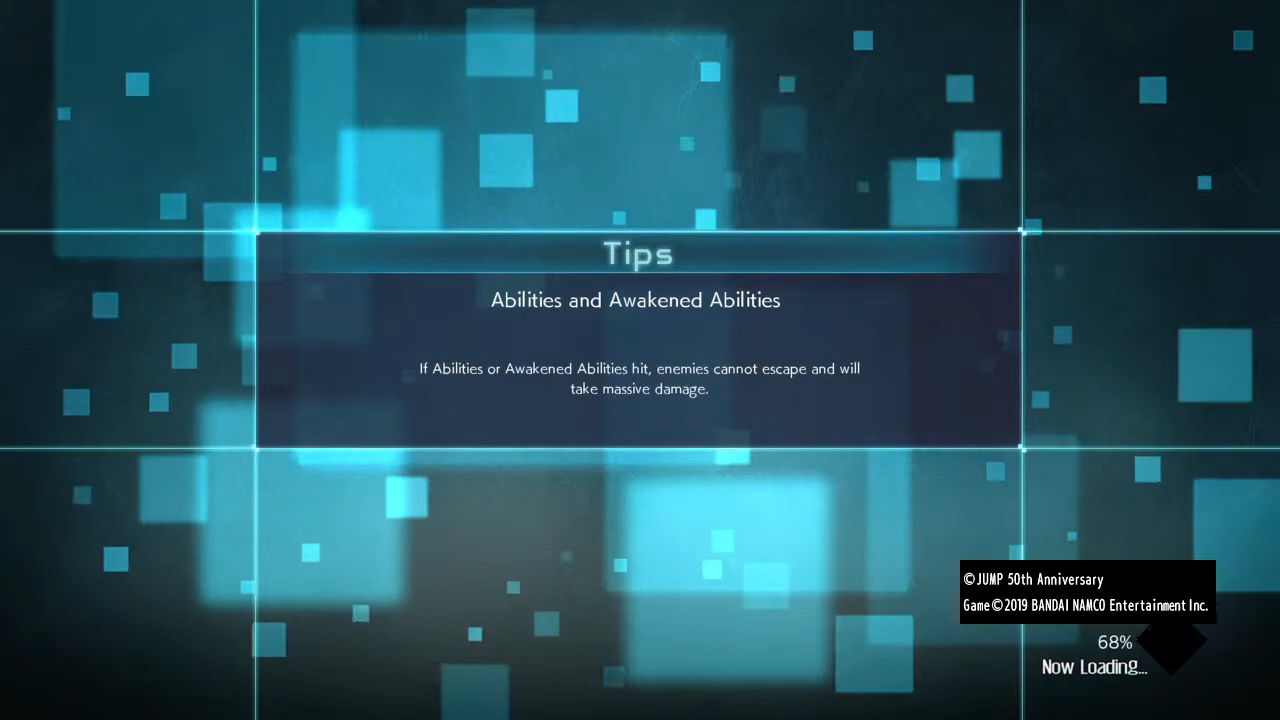 Tips
Abilities and Awakened Abilities
If Abilities or Awakened Abilities hit, enemies cannot escape and will
take massive damage.
©JUMP 50th Anniversary
Game©2019 BANDAI NAMCO Entertainment Inc.
68%
Now Loading...